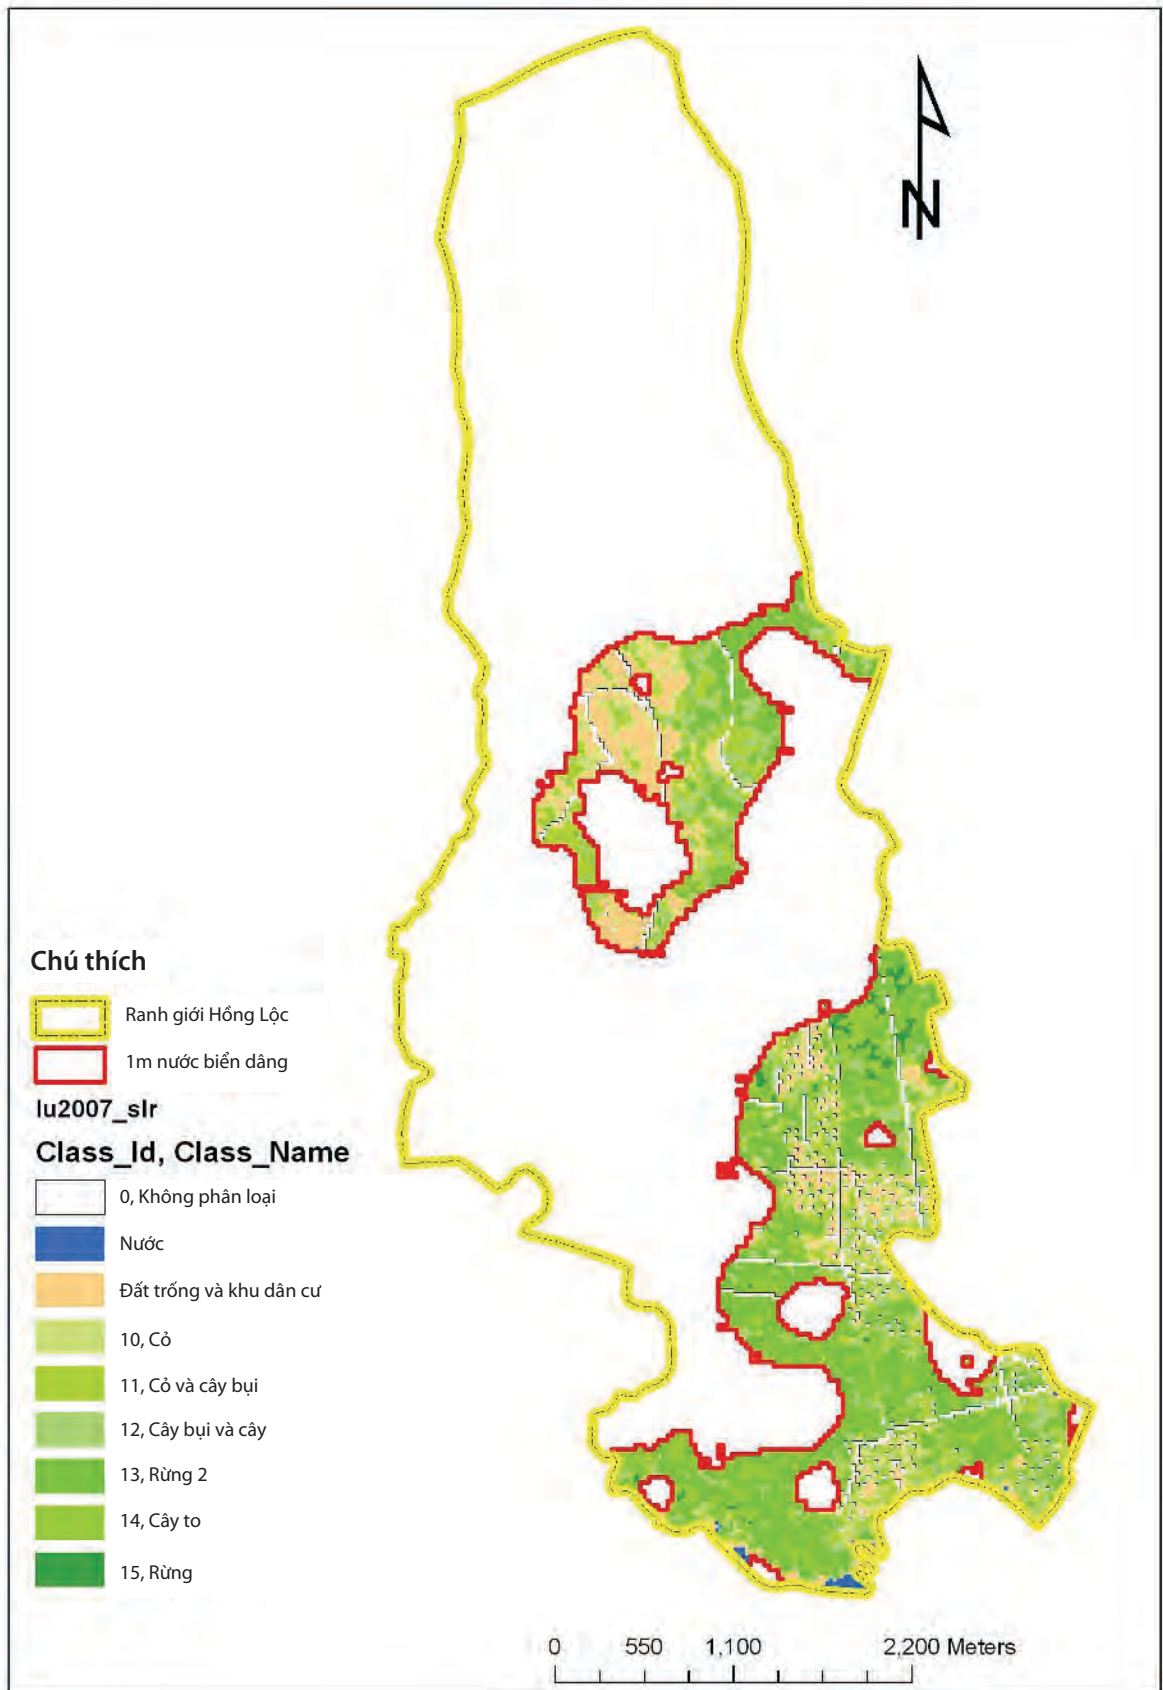 N
Chú thích
Ranh giới Hồng Lộc
1m nước biển dâng
lu2007_slr
Class_Id, Class_Name
0, Không phân loại
Nước
Đất trống và khu dân cư
10, Cỏ
11, Cỏ và cây bụi
12, Cây bụi và cây
13, Rừng 2
14, Cây to
15, Rừng
0 550 1,100 2,200 Meters